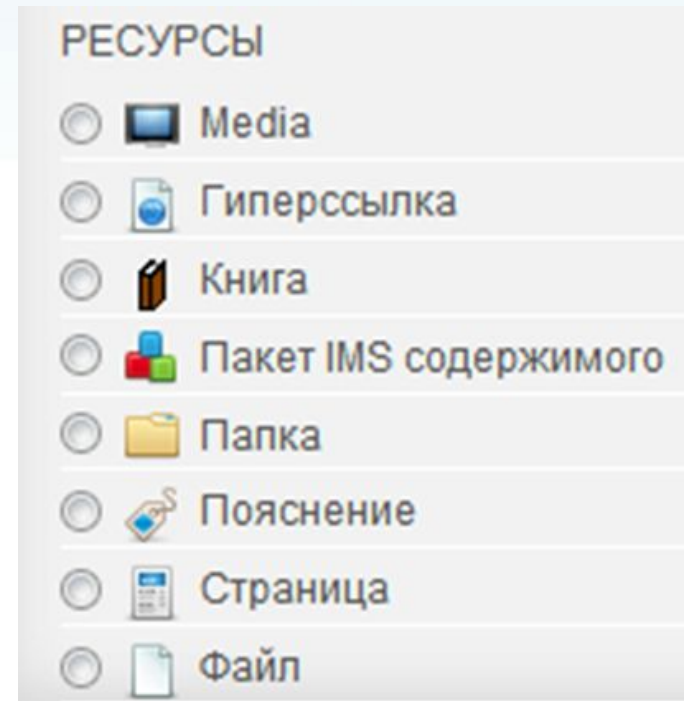 РЕСУРСЫ
Media
Гиперссылка
Книга
Пакет IMS содержимого
Папка
Пояснение
Страница
Файл